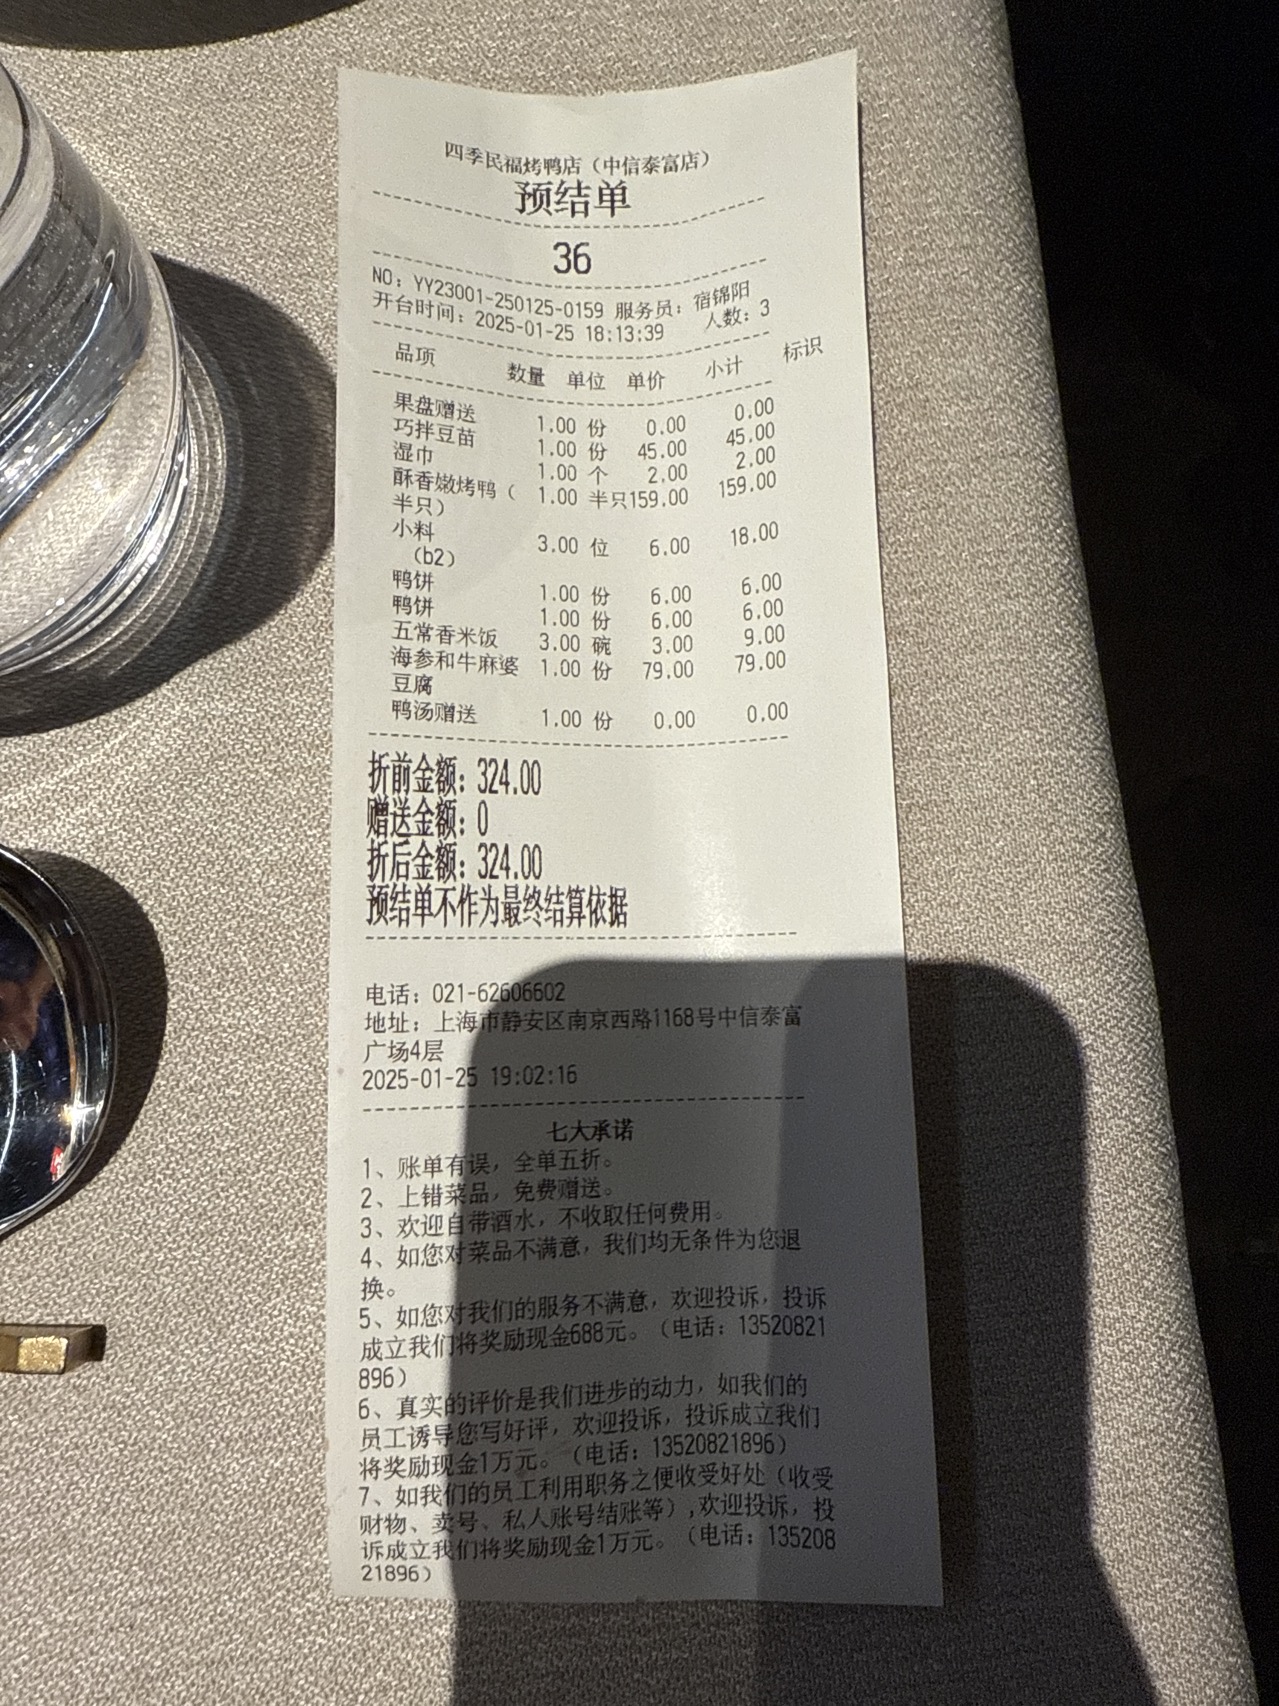 四季民福烤鸭店（中信泰富店）
预结单
36
NO：YY23001-250125-0159 服务员：宿锦阳
开台时间：2025-01-25 18:13:39 人数：3
品项 数量 单位 单价 小计 标识
果盘赠送 1.00 份 0.00 0.00
巧拌豆苗 1.00 份 45.00 45.00
湿巾 1.00 个 2.00 2.00
酥香嫩烤鸭（ 1.00 半只159.00 159.00
半只）
小料 3.00 位 6.00 18.00
（b2）
鸭饼 1.00 份 6.00 6.00
鸭饼 1.00 份 6.00 6.00
五常香米饭 3.00 碗 3.00 9.00
海参和牛麻婆 1.00 份 79.00 79.00
豆腐
鸭汤赠送 1.00 份 0.00 0.00
折前金额：324.00
赠送金额：0
折后金额：324.00
预结单不作为最终结算依据
电话：021-62606602
地址：上海市静安区南京西路1168号中信泰富
广场4层
2025-01-25 19:02:16
七大承诺
1、账单有误，全单五折。
2、上错菜品，免费赠送。
3、欢迎自带酒水，不收取任何费用。
4、如您对菜品不满意，我们均无条件为您退
换。
5、如您对我们的服务不满意，欢迎投诉，投诉
成立我们将奖励现金688元。（电话：13520821
896）
6、真实的评价是我们进步的动力，如我们的
员工诱导您写好评，欢迎投诉，投诉成立我们
将奖励现金1万元。（电话：13520821896）
7、如我们的员工利用职务之便收受好处（收受
财物、卖号、私人账号结账等）,欢迎投诉，投
诉成立我们将奖励现金1万元。（电话：135208
21896）